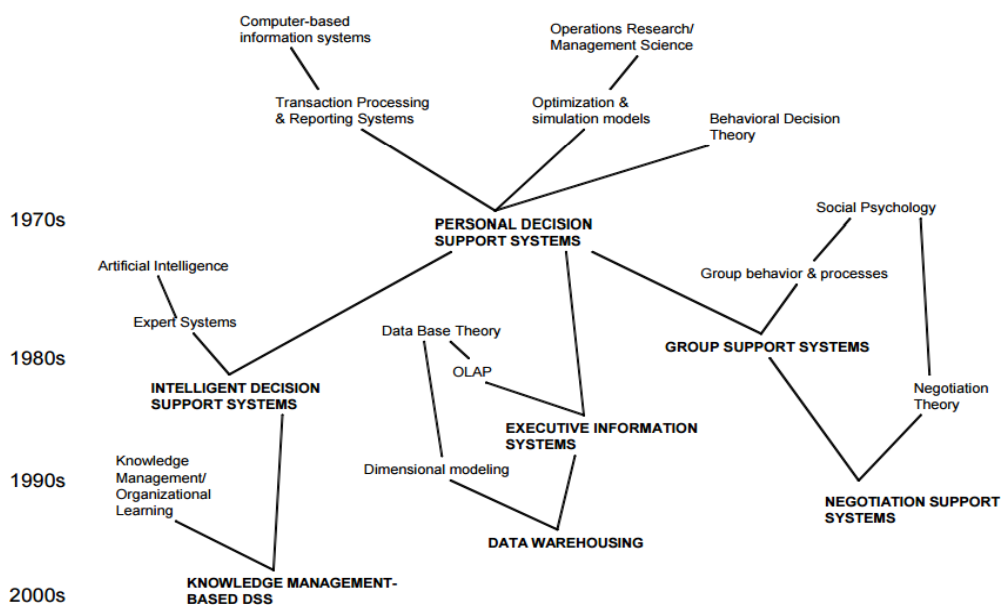 Computer-based
information systems
Operations Research/
Management Science
Transaction Processing
& Reporting Systems
Optimization &
simulation models
Behavioral Decision
Theory
1970s
PERSONAL DECISION
SUPPORT SYSTEMS
Social Psychology
Artificial Intelligence
Group behavior & processes
Expert Systems
Data Base Theory
GROUP SUPPORT SYSTEMS
1980s
OLAP
INTELLIGENT DECISION
SUPPORT SYSTEMS
Negotiation
Theory
EXECUTIVE INFORMATION
SYSTEMS
Knowledge
Management/
Organizational
Learning
Dimensional modeling
1990s
NEGOTIATION SUPPORT
SYSTEMS
DATA WAREHOUSING
KNOWLEDGE MANAGEMENT-
BASED DSS
2000s